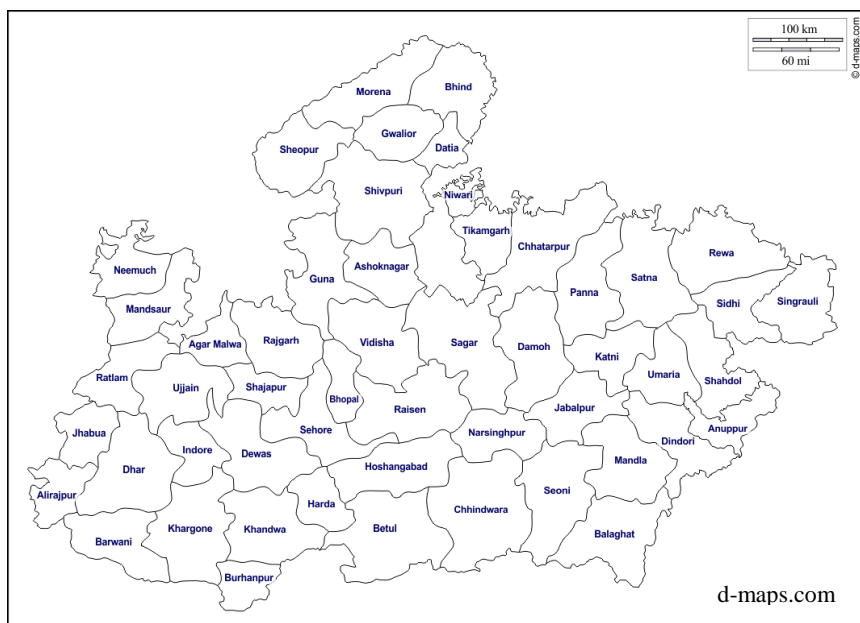 100 km
60 mi
© d-maps.com
Bhind
Morena
Gwalior
Datia
Sheopur
Shivpuri
Niwari
Tikamgarh
Chhatarpur
Rewa
Neemuch
Guna
Ashoknagar
Panna
Satna
Sidhi
Singrauli
Mandsaur
Agar Malwa
Rajgarh
Vidisha
Sagar
Damoh
Katni
Ratlam
Ujjain
Shajapur
Bhopal
Raisen
Umaria
Shahdol
Jabalpur
Jhabua
Indore
Dewas
Sehore
Narsinghpur
Anuppur
Dindori
Dhar
Hoshangabad
Mandla
Alirajpur
Harda
Seoni
Barwani
Khargone
Khandwa
Betul
Chhindwara
Balaghat
Burhanpur
d-maps.com